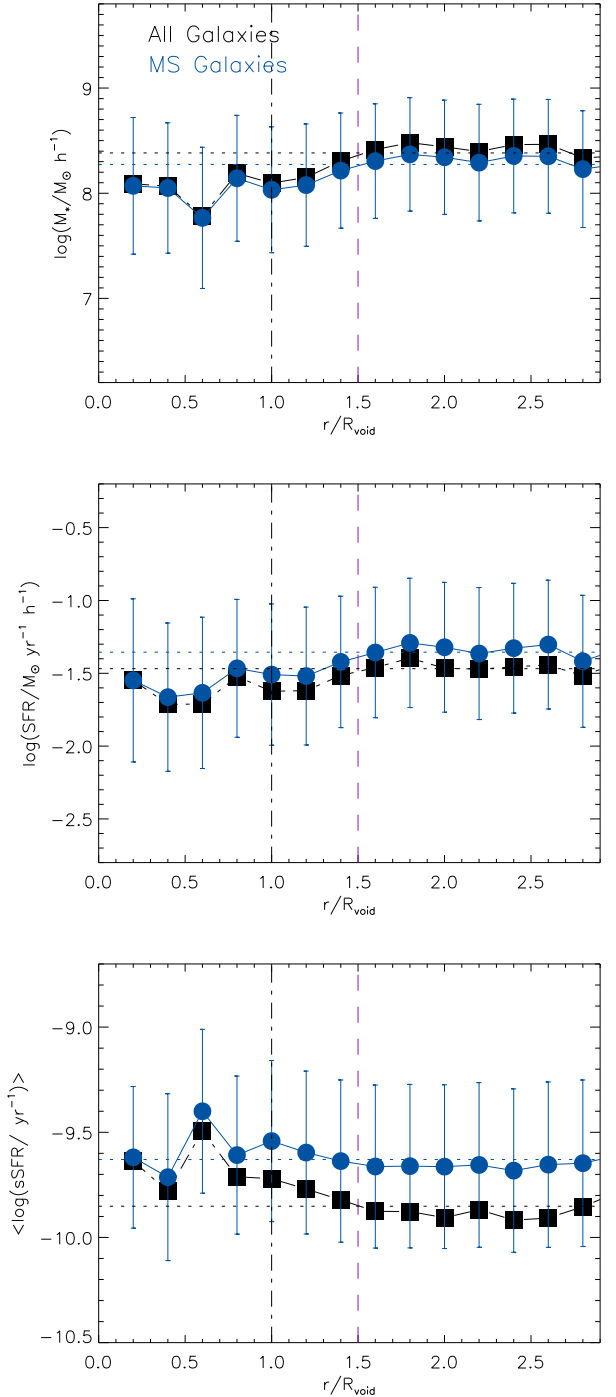 All Galaxies
MS Galaxies
9
8
7
log(M⋆/M⊙ h⁻¹)
0.0 0.5 1.0 1.5 2.0 2.5
r/Rvoid
−0.5
−1.0
−1.5
−2.0
−2.5
log(SFR/M⊙ yr⁻¹ h⁻¹)
0.0 0.5 1.0 1.5 2.0 2.5
r/Rvoid
−9.0
−9.5
−10.0
−10.5
<log(sSFR/ yr⁻¹)>
0.0 0.5 1.0 1.5 2.0 2.5
r/Rvoid